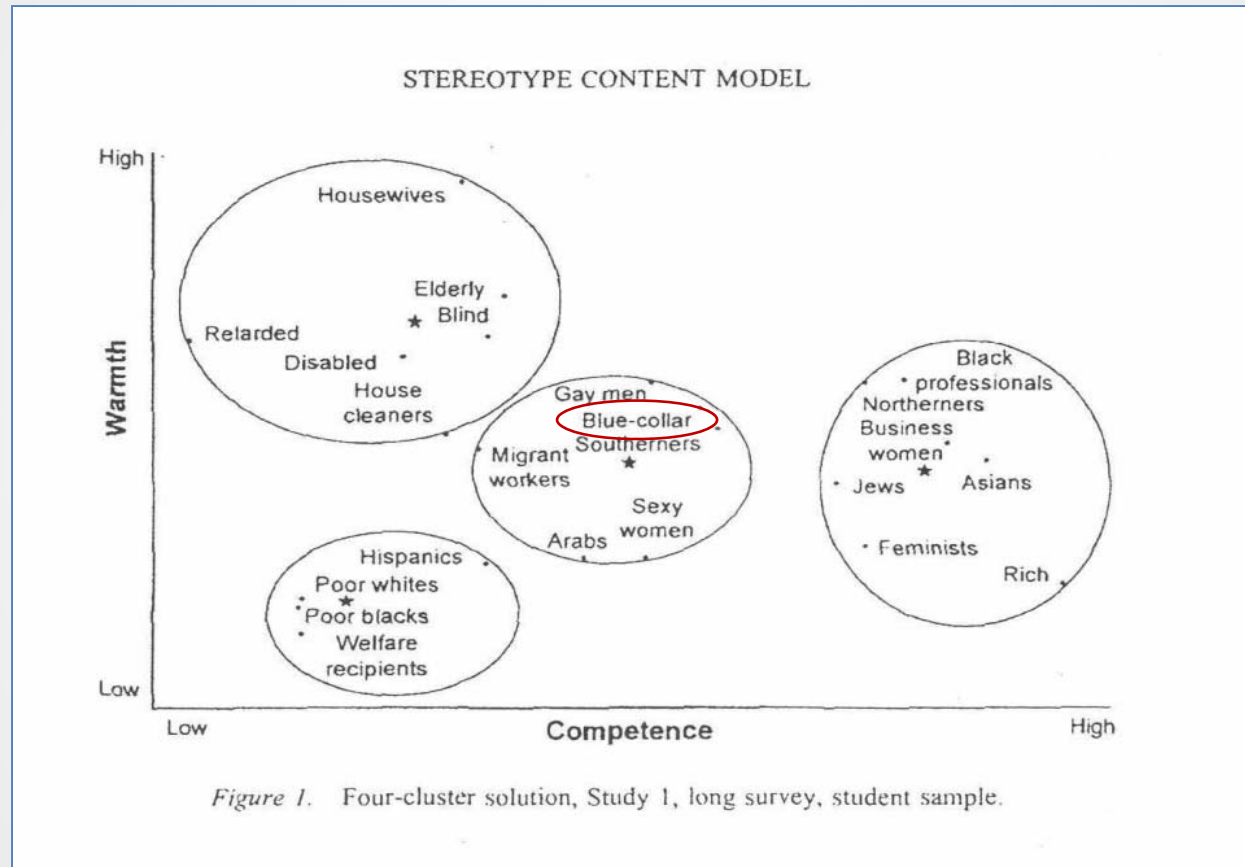 STEREOTYPE CONTENT MODEL
High
Housewives
Elderly
Blind
Relarded
Disabled
House
cleaners
Warmth
Gay men
Blue-collar
Southerners
Migrant
workers
Sexy
women
Arabs
Black
professionals
Northerners
Business
women
Jews
Asians
Feminists
Rich
Hispanics
Poor whites
Poor blacks
Welfare
recipients
Low
Low
Competence
High
Figure 1. Four-cluster solution, Study 1, long survey, student sample.